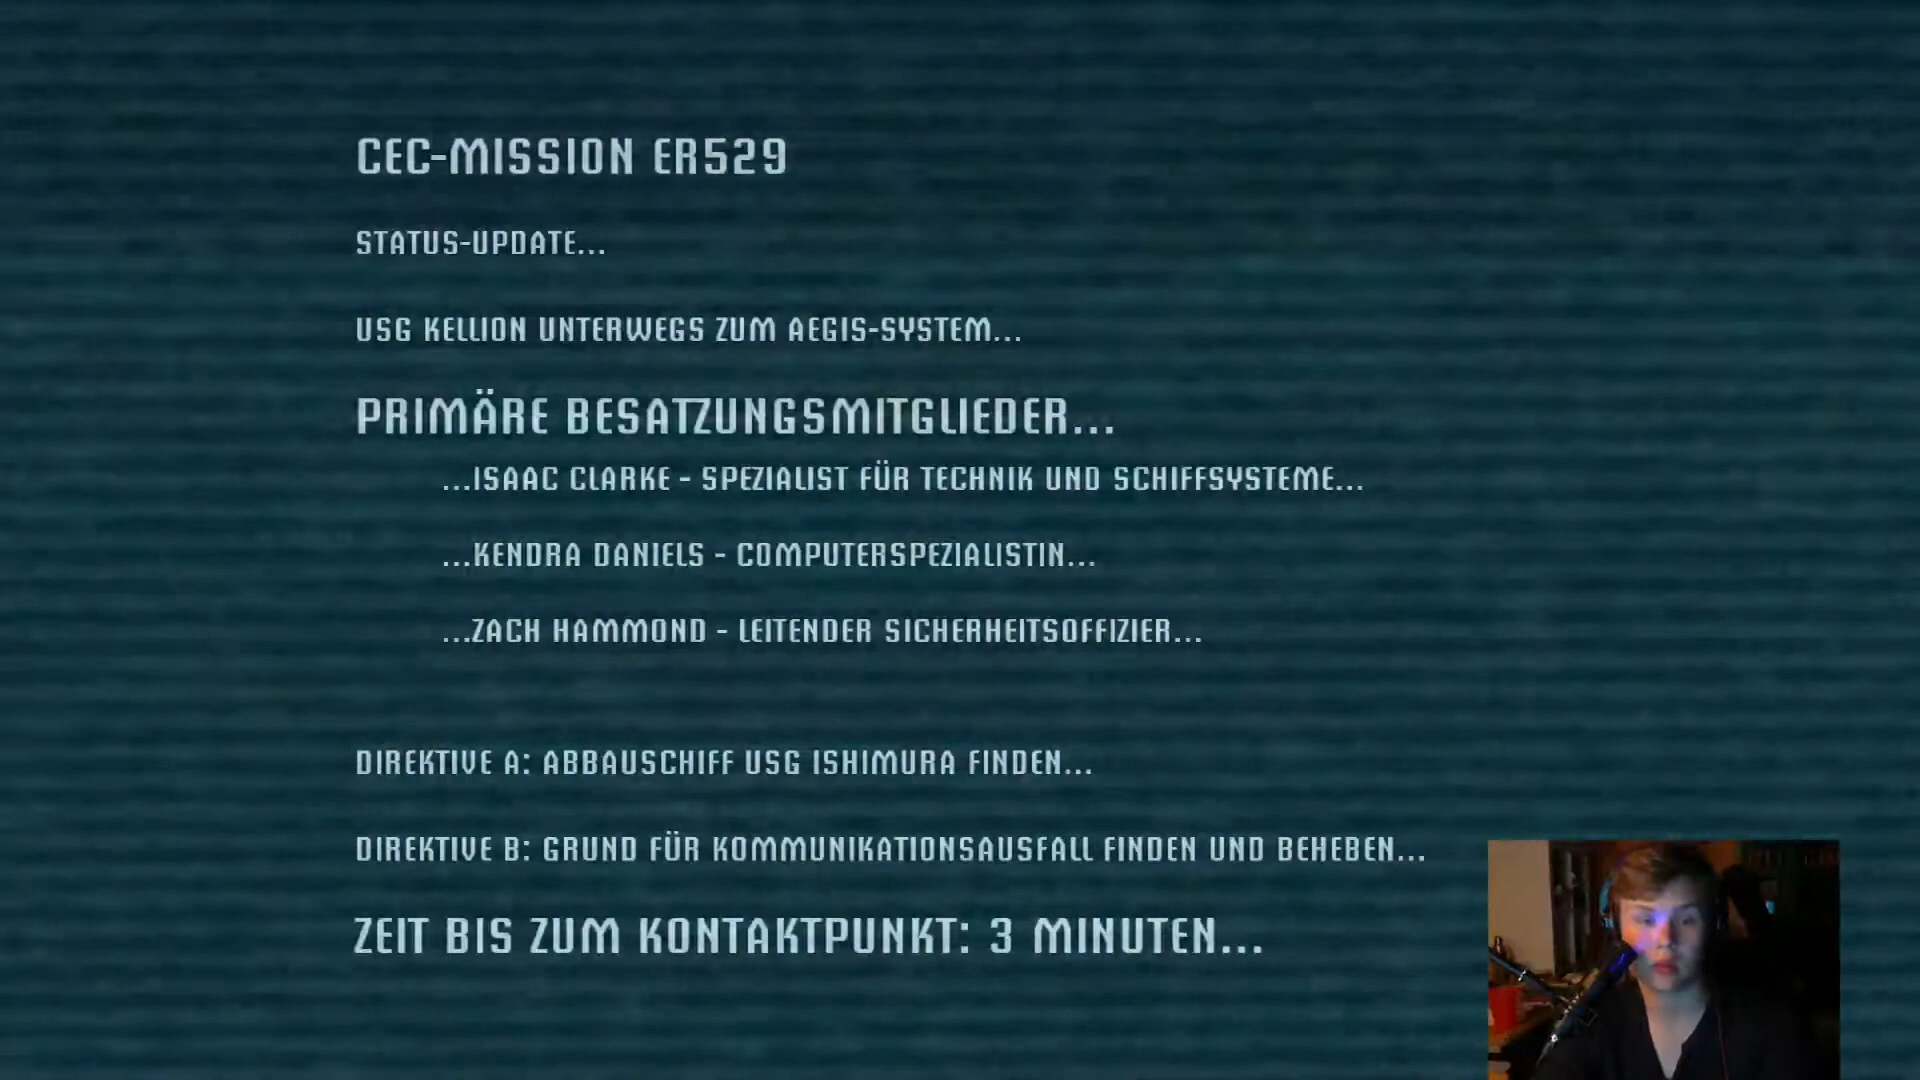 CEC-MISSION ER529
STATUS-UPDATE...
USG KELLION UNTERWEGS ZUM AEGIS-SYSTEM...
PRIMÄRE BESATZUNGSMITGLIEDER...
...ISAAC CLARKE - SPEZIALIST FÜR TECHNIK UND SCHIFFSYSTEME...
...KENDRA DANIELS - COMPUTERSPEZIALISTIN...
...ZACH HAMMOND - LEITENDER SICHERHEITSOFFIZIER...
DIREKTIVE A: ABBAUSCHIFF USG ISHIMURA FINDEN...
DIREKTIVE B: GRUND FÜR KOMMUNIKATIONSAUSFALL FINDEN UND BEHEBEN...
ZEIT BIS ZUM KONTAKTPUNKT: 3 MINUTEN...